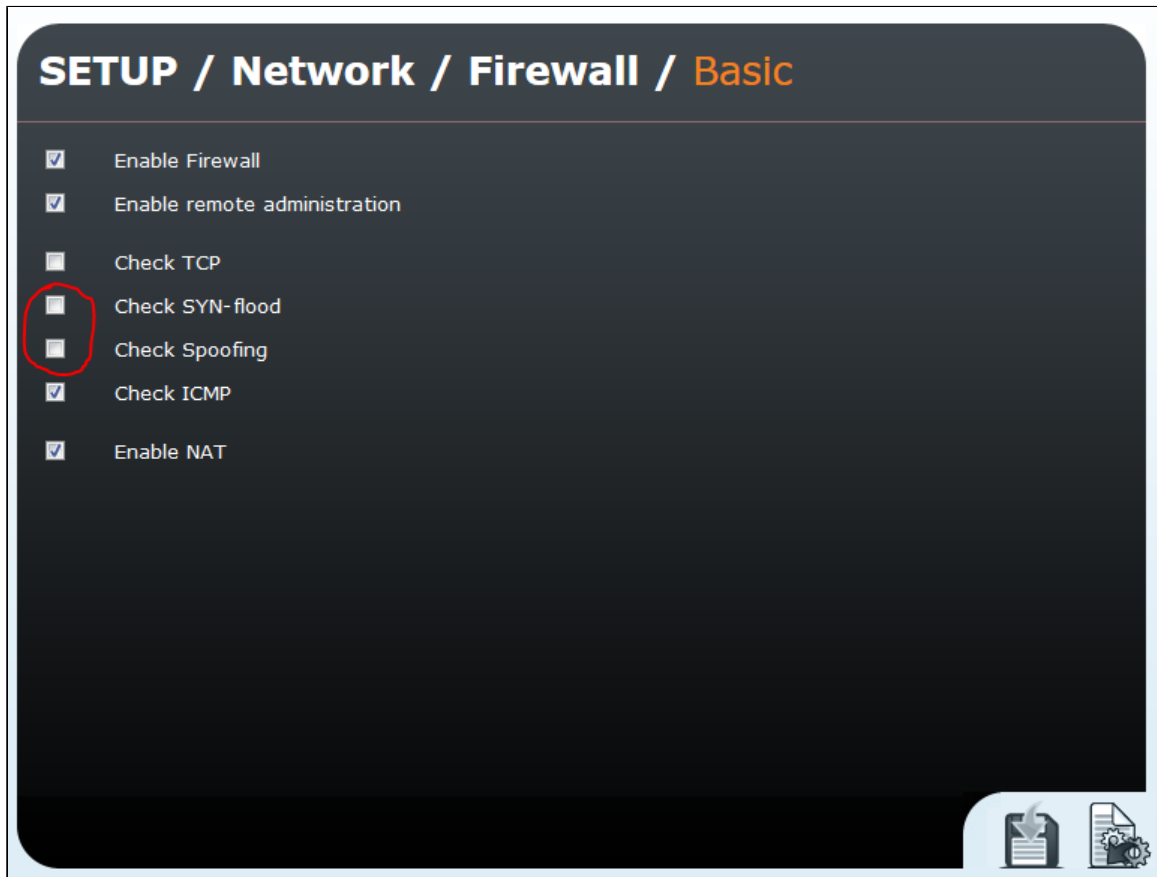 SETUP / Network / Firewall / Basic
Enable Firewall
Enable remote administration
Check TCP
Check SYN-flood
Check Spoofing
Check ICMP
Enable NAT